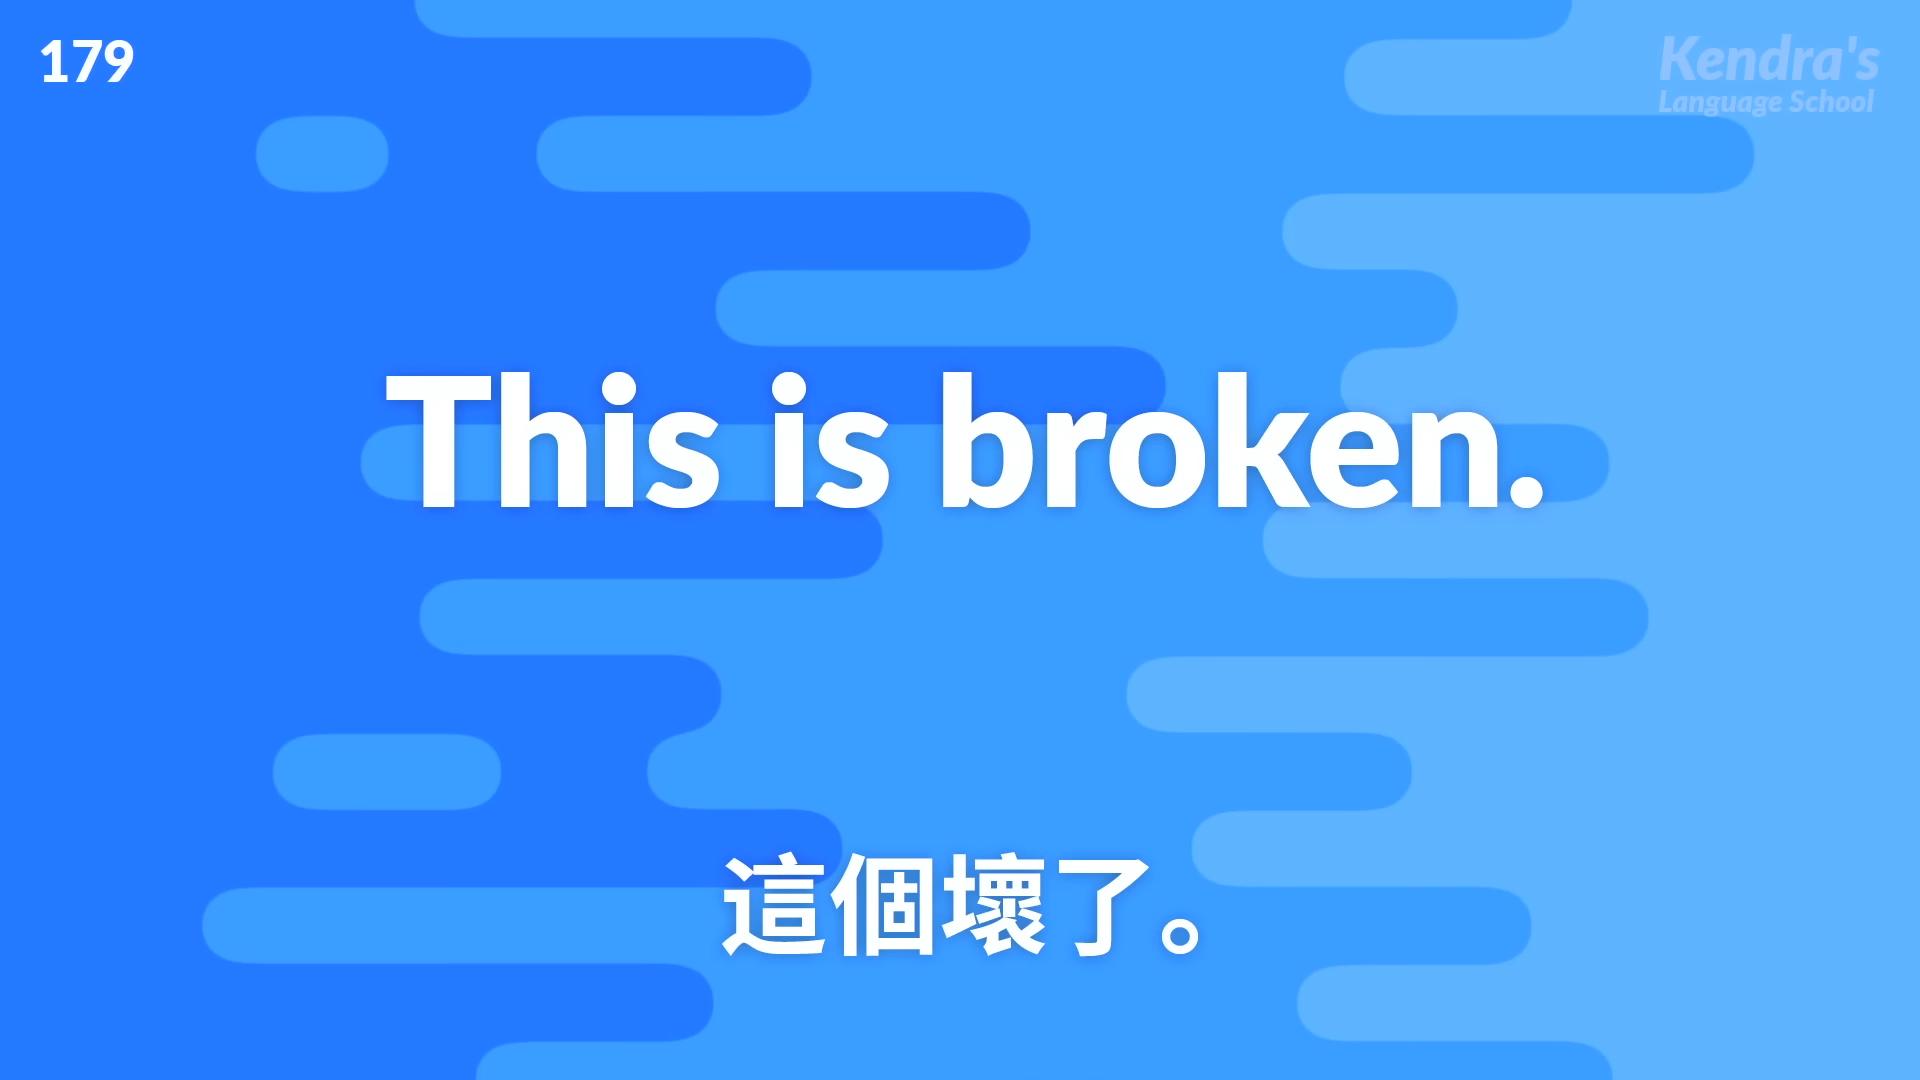 179
Kendra's
Language School
This is broken.
這個壞了。